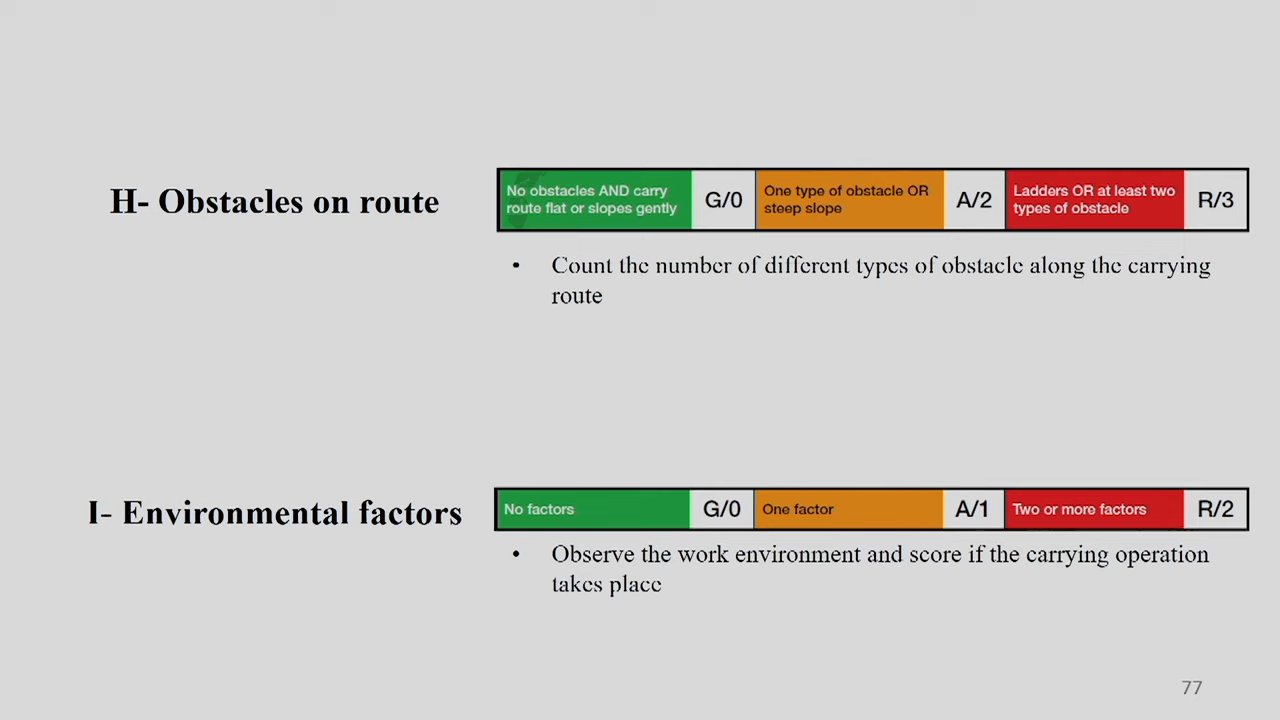 H- Obstacles on route
No obstacles AND carry
route flat or slopes gently
G/0
One type of obstacle OR
steep slope
A/2
Ladders OR at least two
types of obstacle
R/3
• Count the number of different types of obstacle along the carrying
route
I- Environmental factors
No factors
G/0
One factor
A/1
Two or more factors
R/2
• Observe the work environment and score if the carrying operation
takes place
77